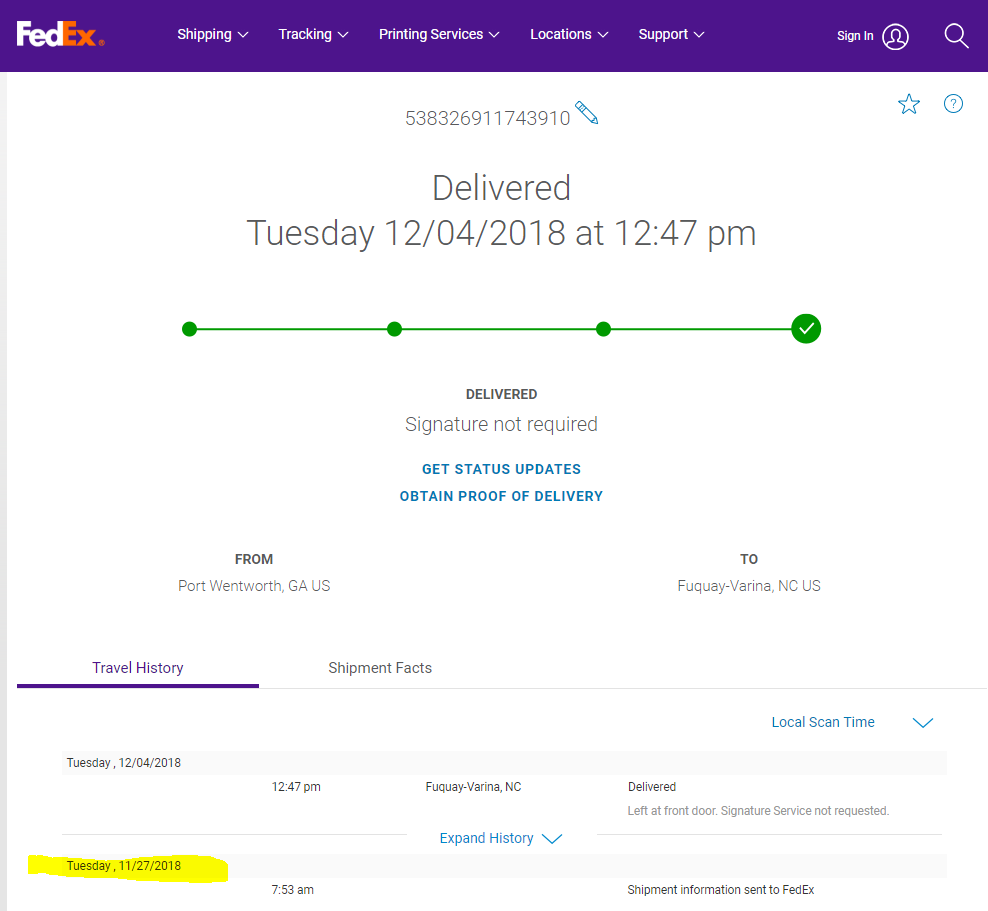 FedEx®
Shipping
Tracking
Printing Services
Locations
Support
Sign In
538326911743910
?
Delivered
Tuesday 12/04/2018 at 12:47 pm
DELIVERED
Signature not required
GET STATUS UPDATES
OBTAIN PROOF OF DELIVERY
FROM
Port Wentworth, GA US
TO
Fuquay-Varina, NC US
Travel History
Shipment Facts
Local Scan Time
Tuesday , 12/04/2018
12:47 pm Fuquay-Varina, NC Delivered
Left at front door. Signature Service not requested.
Expand History
Tuesday , 11/27/2018
7:53 am Shipment information sent to FedEx